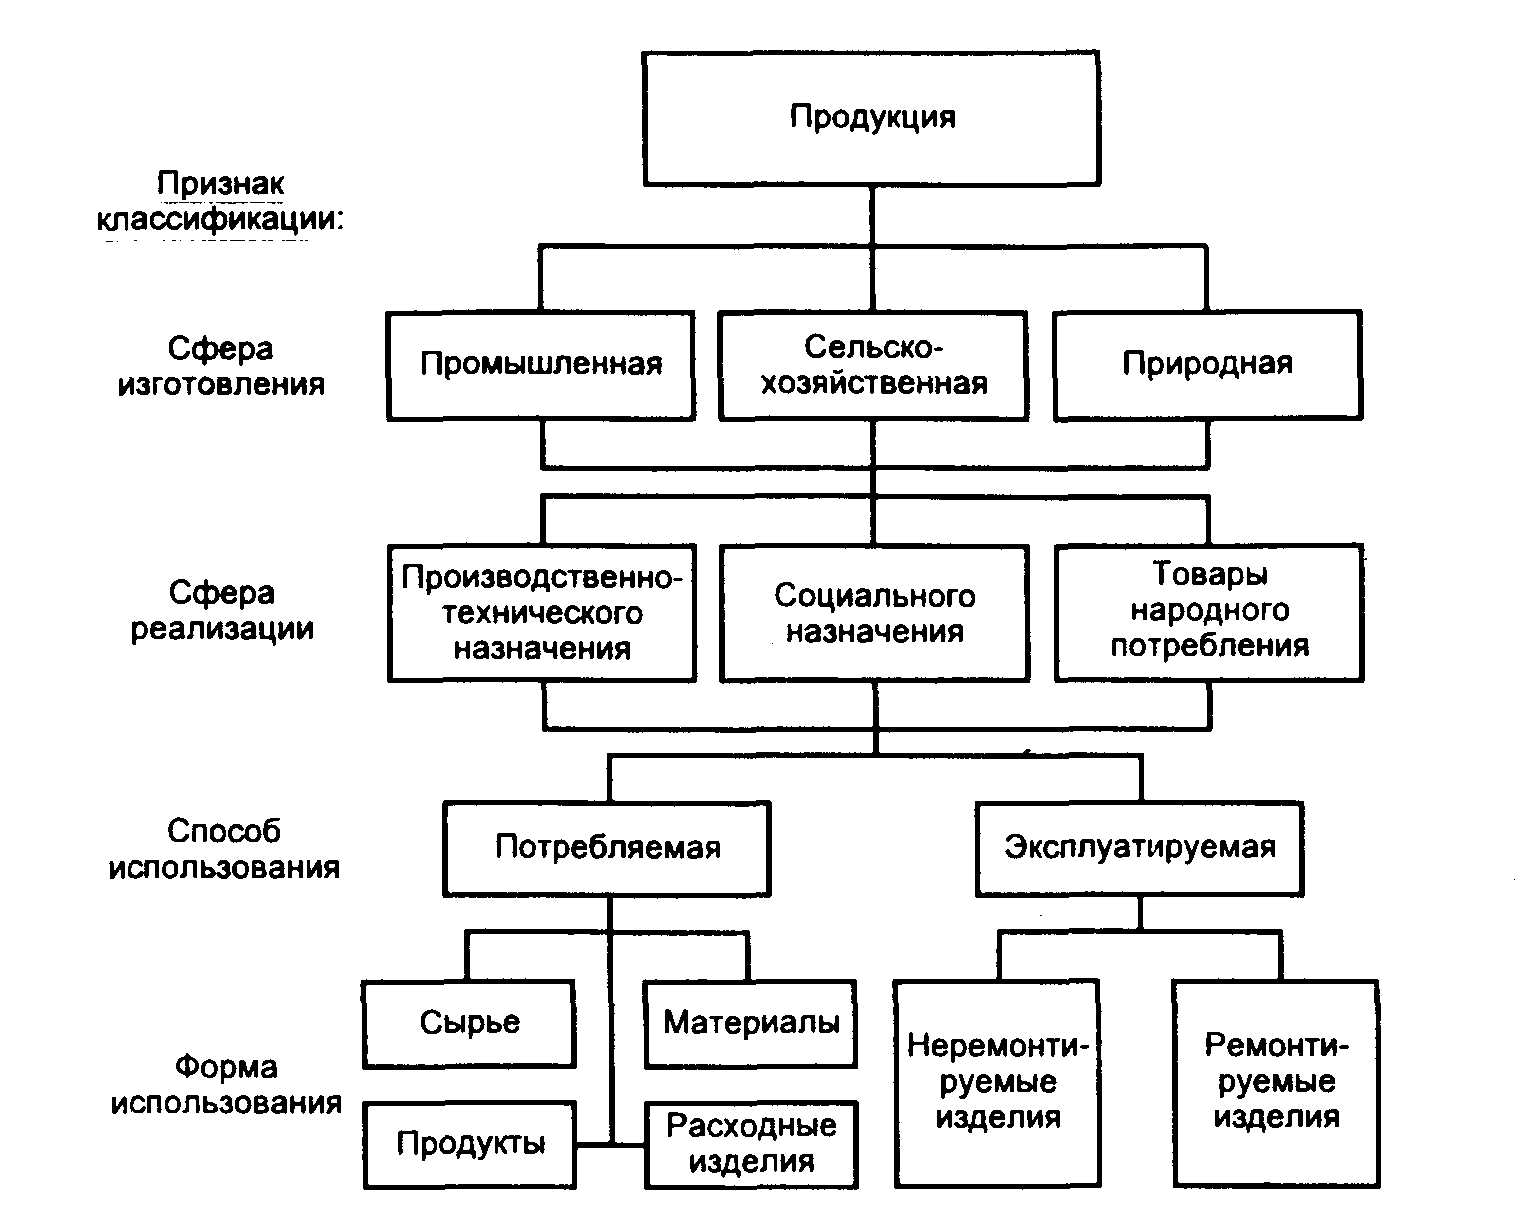 Продукция
Признак
классификации:
Сфера
изготовления
Промышленная
Сельско-
хозяйственная
Природная
Сфера
реализации
Производственно-
технического
назначения
Социального
назначения
Товары
народного
потребления
Способ
использования
Потребляемая
Эксплуатируемая
Форма
использования
Сырье
Материалы
Продукты
Расходные
изделия
Неремонти-
руемые
изделия
Ремонти-
руемые
изделия